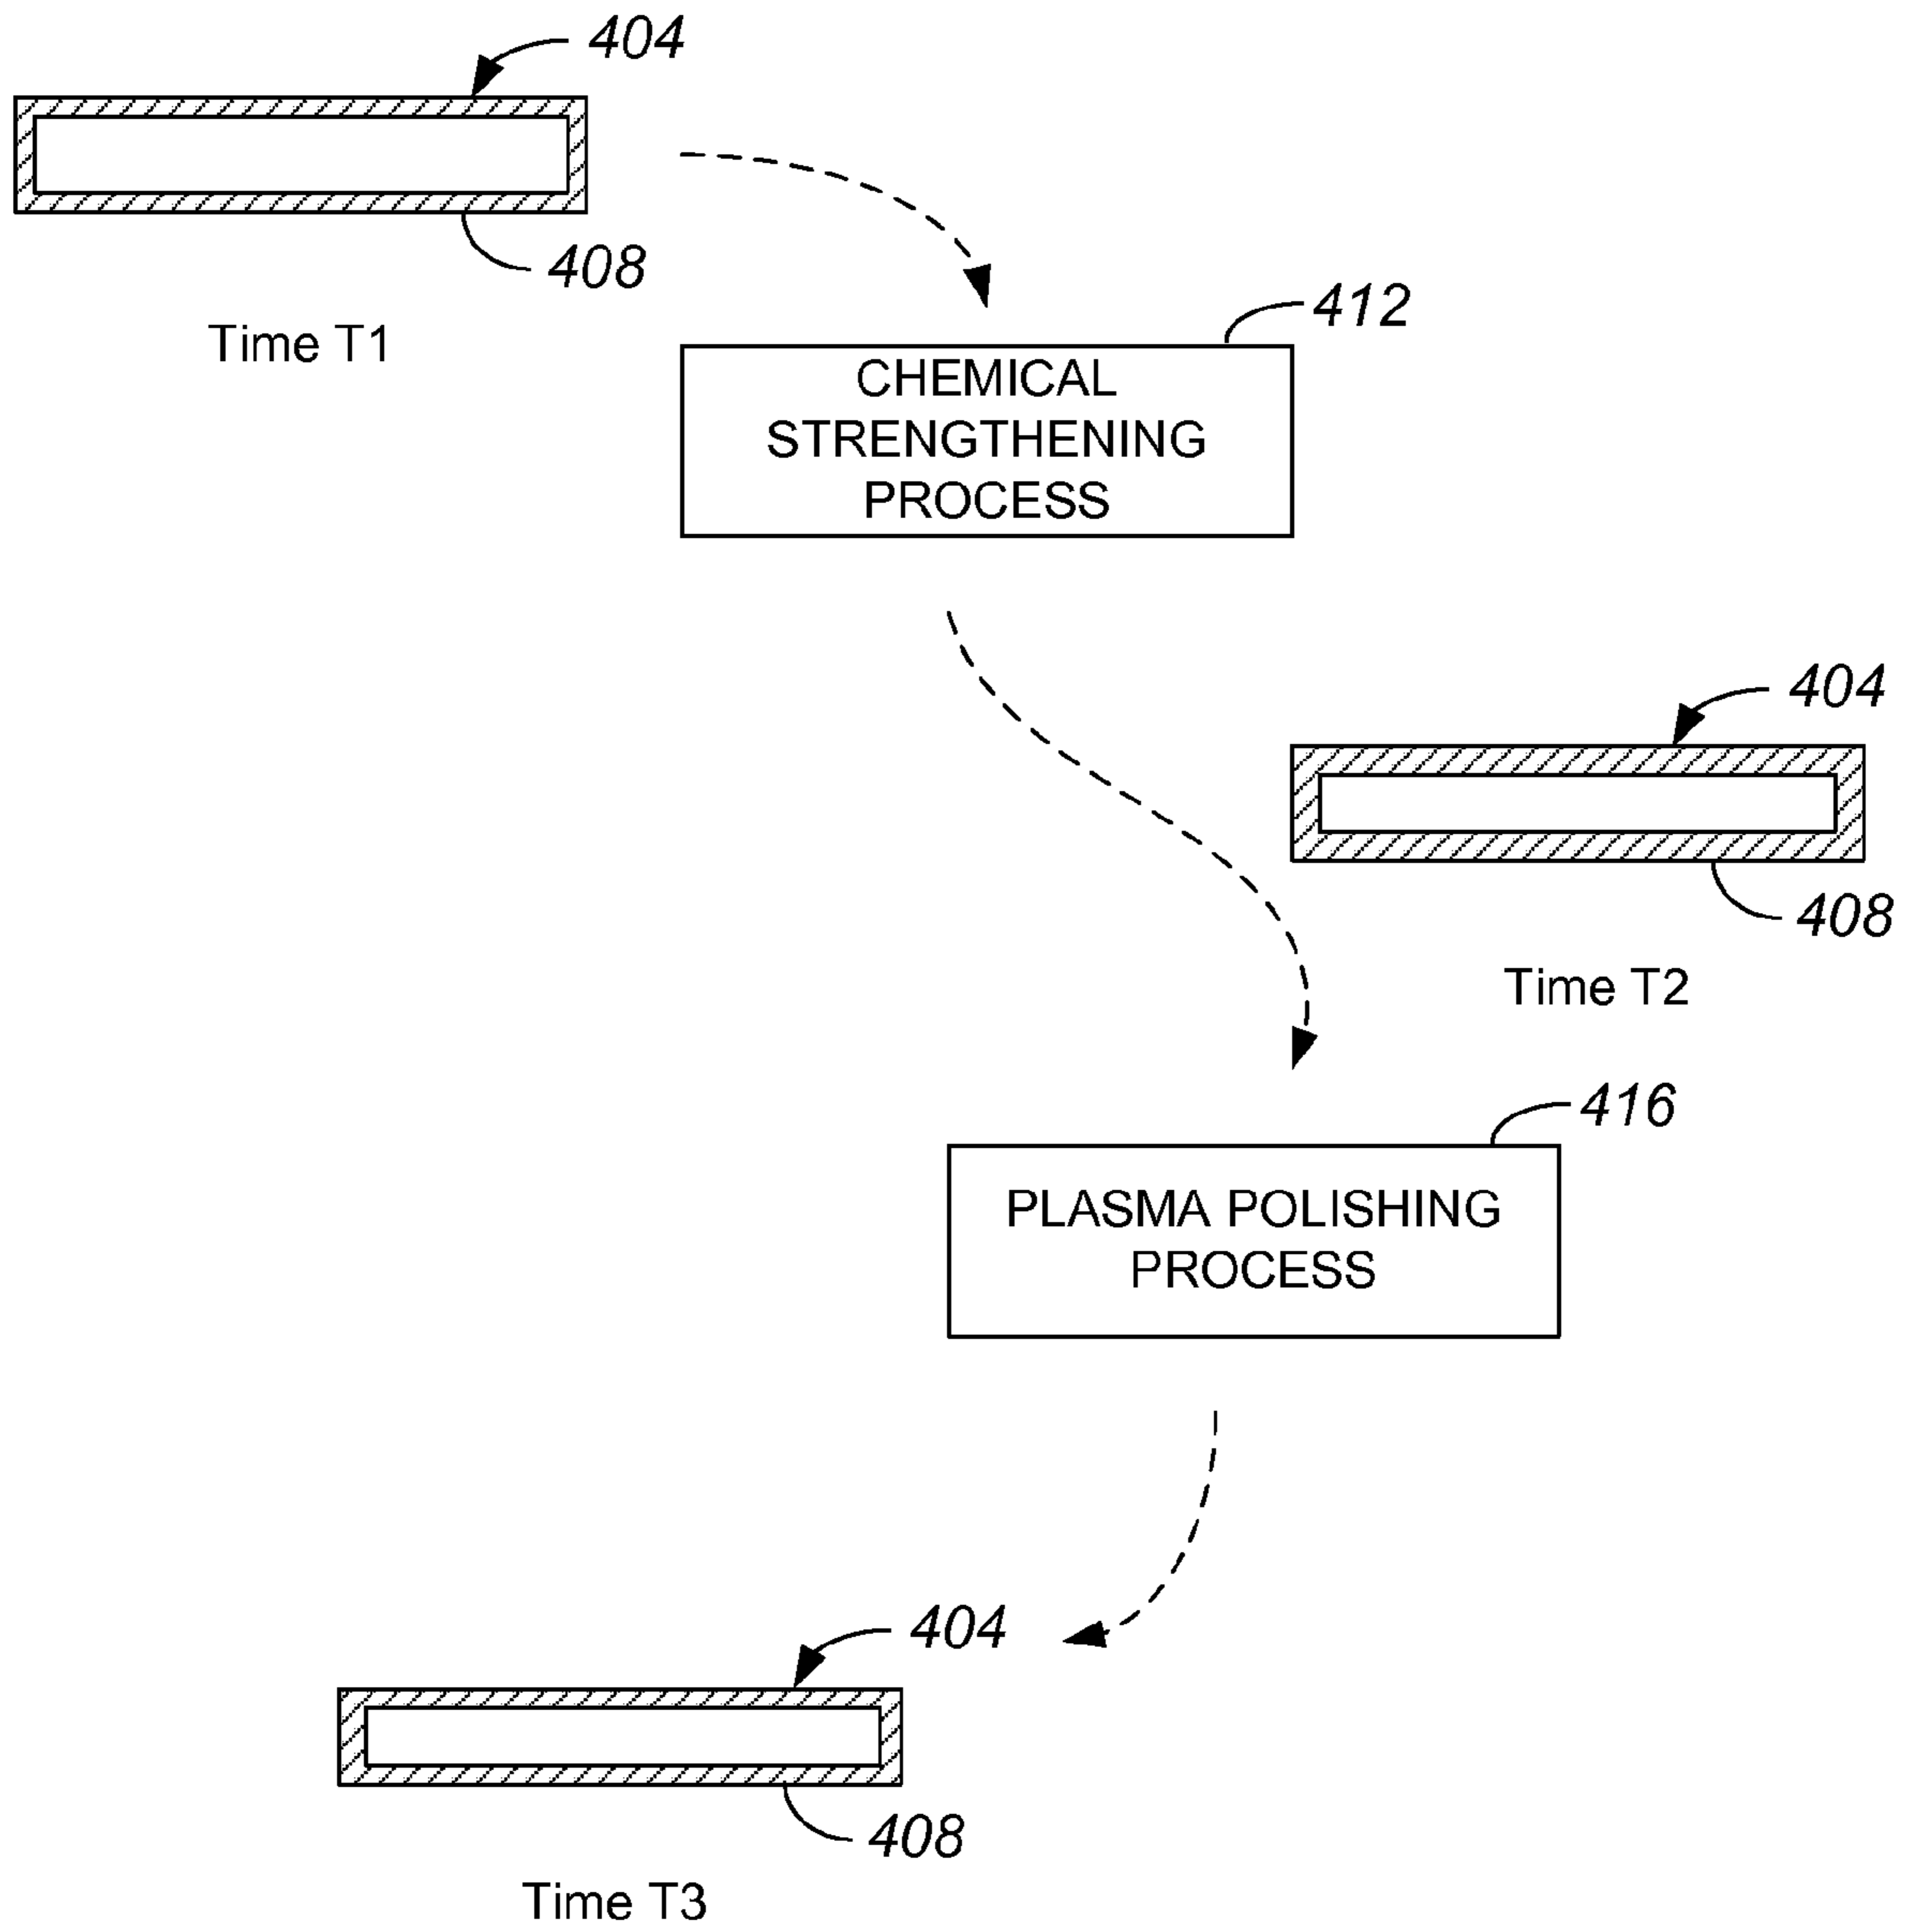 404
408
Time T1
412
CHEMICAL
STRENGTHENING
PROCESS
404
408
Time T2
416
PLASMA POLISHING
PROCESS
404
408
Time T3